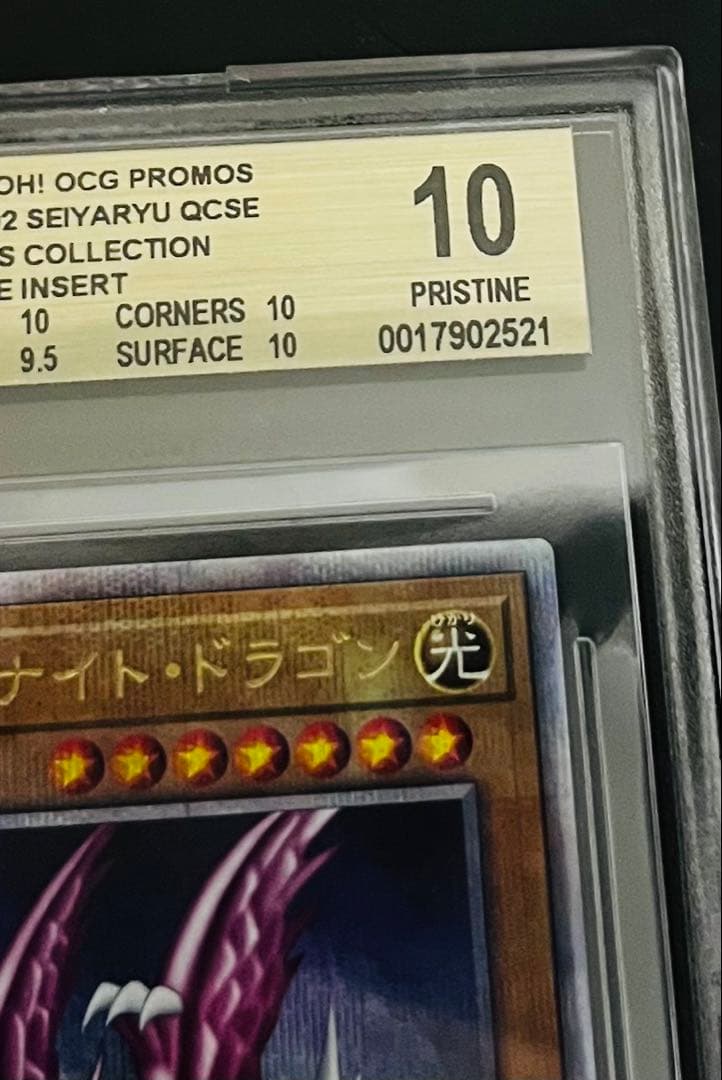 OH! OCG PROMOS
02 SEIYARYU QCSE
S COLLECTION
E INSERT
10 CORNERS 10
9.5 SURFACE 10
10
PRISTINE
0017902521
ナイト・ドラゴン
ひかり
光